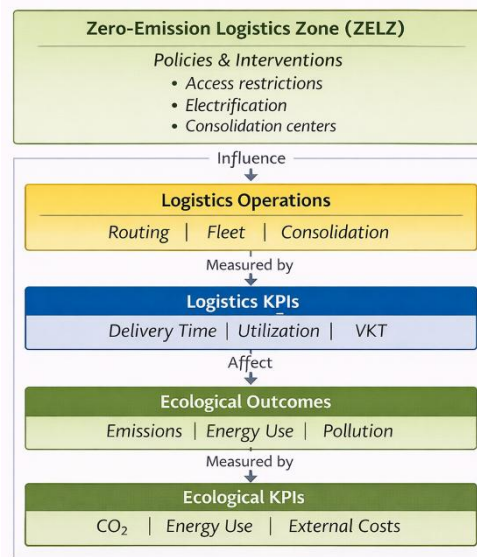 Zero-Emission Logistics Zone (ZELZ)
Policies & Interventions
• Access restrictions
• Electrification
• Consolidation centers
Influence
Logistics Operations
Routing | Fleet | Consolidation
Measured by
Logistics KPIs
Delivery Time | Utilization | VKT
Affect
Ecological Outcomes
Emissions | Energy Use | Pollution
Measured by
Ecological KPIs
CO₂ | Energy Use | External Costs